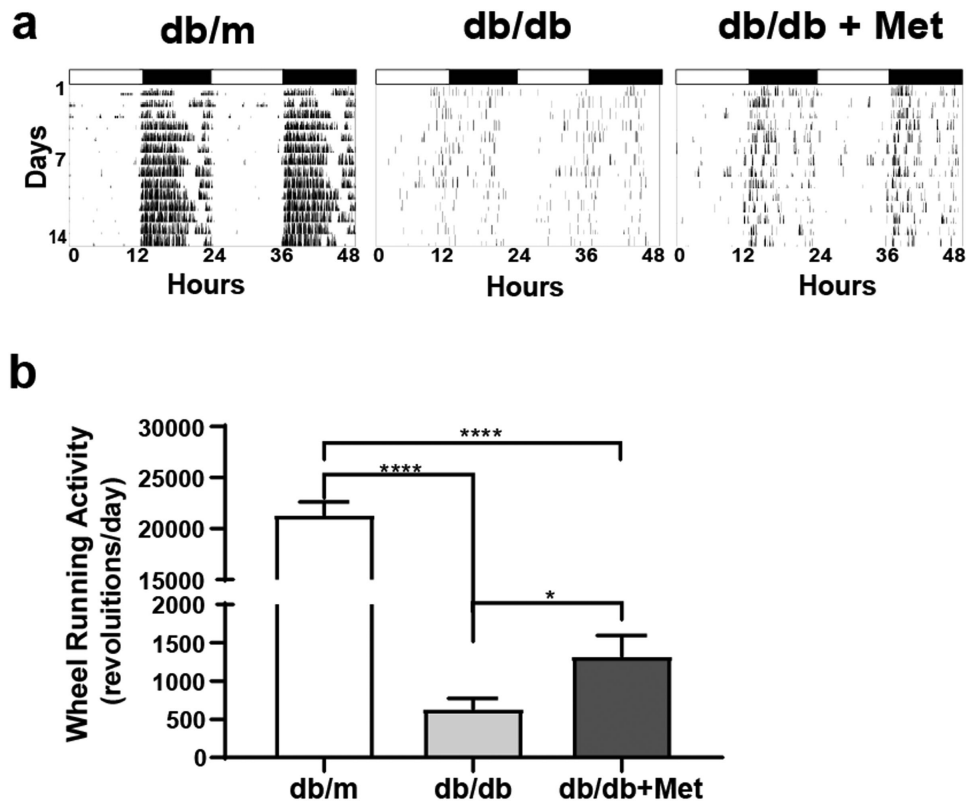 a
db/m
db/db
db/db + Met
Days
1
7
14
0 12 24 36 48
0 12 24 36 48
0 12 24 36 48
Hours
Hours
Hours
b
Wheel Running Activity
(revoluitions/day)
30000
25000
20000
15000
2000
1500
1000
500
0
****
****
*
db/m
db/db
db/db+Met